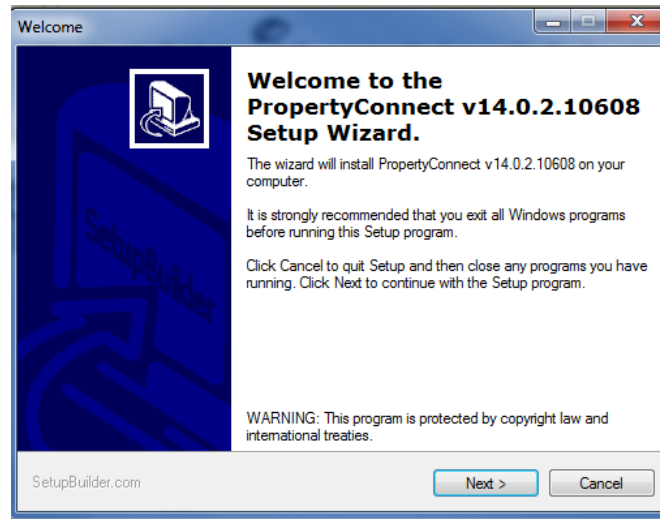 Welcome
Welcome to the
PropertyConnect v14.0.2.10608
Setup Wizard.
The wizard will install PropertyConnect v14.0.2.10608 on your
computer.
It is strongly recommended that you exit all Windows programs
before running this Setup program.
Click Cancel to quit Setup and then close any programs you have
running. Click Next to continue with the Setup program.
SetupBuilder
WARNING: This program is protected by copyright law and
international treaties.
SetupBuilder.com
Next >
Cancel